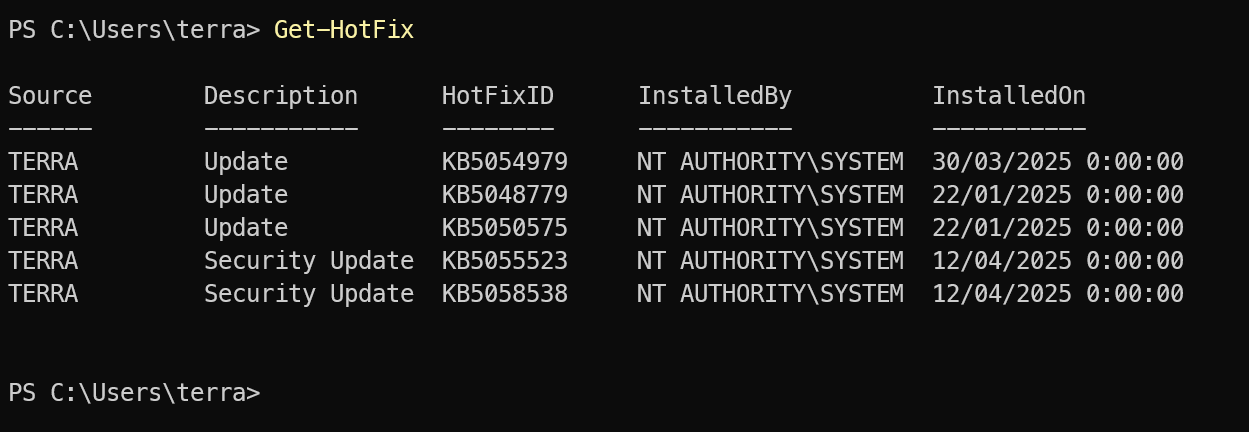 PS C:\Users\terra> Get-HotFix
Source        Description      HotFixID      InstalledBy          InstalledOn
------        -----------      --------      -----------          -----------
TERRA         Update           KB5054979     NT AUTHORITY\SYSTEM  30/03/2025 0:00:00
TERRA         Update           KB5048779     NT AUTHORITY\SYSTEM  22/01/2025 0:00:00
TERRA         Update           KB5050575     NT AUTHORITY\SYSTEM  22/01/2025 0:00:00
TERRA         Security Update  KB5055523     NT AUTHORITY\SYSTEM  12/04/2025 0:00:00
TERRA         Security Update  KB5058538     NT AUTHORITY\SYSTEM  12/04/2025 0:00:00
PS C:\Users\terra>